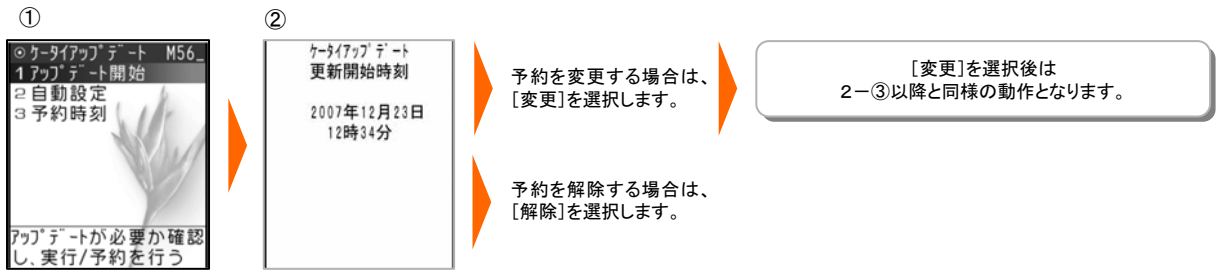 ①
⦿ ケータイアップデート M56_
1 アップデート開始
2 自動設定
3 予約時刻
アップデートが必要か確認
し、実行/予約を行う
②
ケータイアップデート
更新開始時刻
2007年12月23日
12時34分
予約を変更する場合は、
[変更]を選択します。
[変更]を選択後は
2－③以降と同様の動作となります。
予約を解除する場合は、
[解除]を選択します。